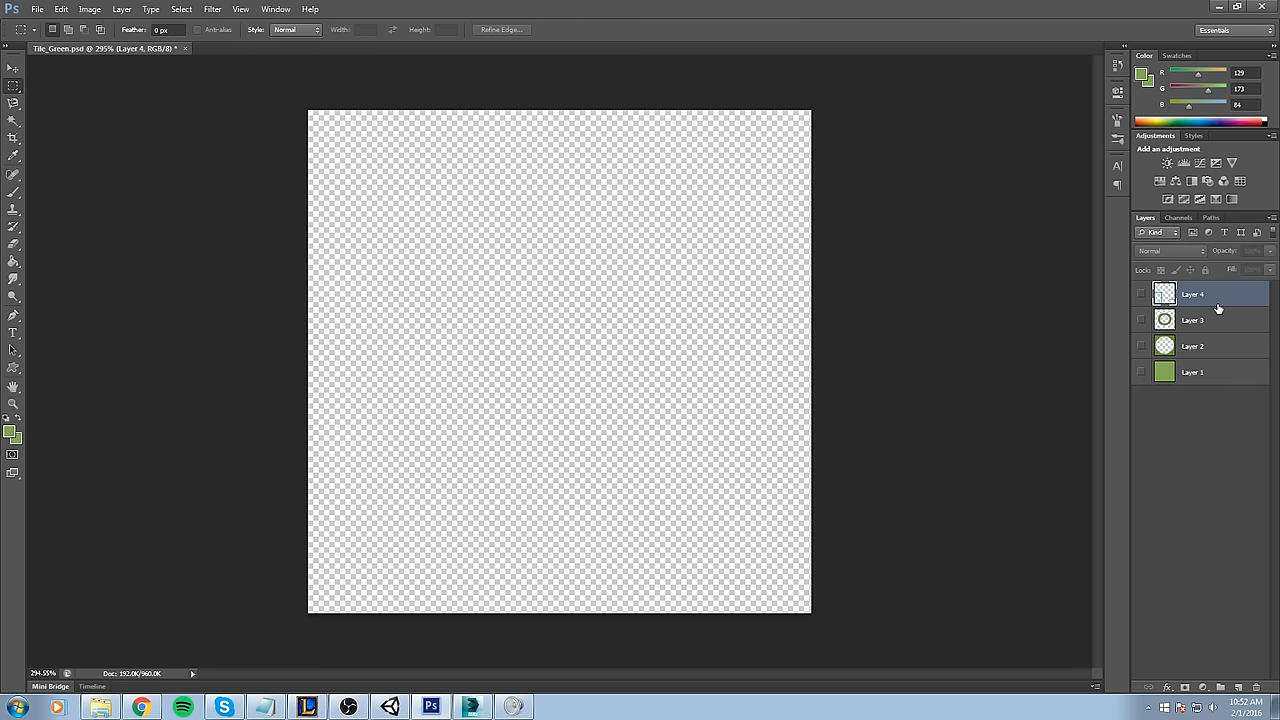 Ps File Edit Image Layer Type Select Filter View Window Help
Feather: 0 px Anti-alias Style: Normal Width: Height: Refine Edge... Essentials
Tile_Green.psd @ 295% (Layer 4, RGB/8) * ×
Color Swatches
R 129
G 173
B 84
Adjustments Styles
Add an adjustment
Layers Channels Paths
Kind
Normal Opacity: 100%
Lock: Fill: 100%
Layer 4
Layer 3
Layer 2
Layer 1
294.55% Doc: 192.0K/960.0K
Mini Bridge Timeline
10:52 AM
2/1/2016